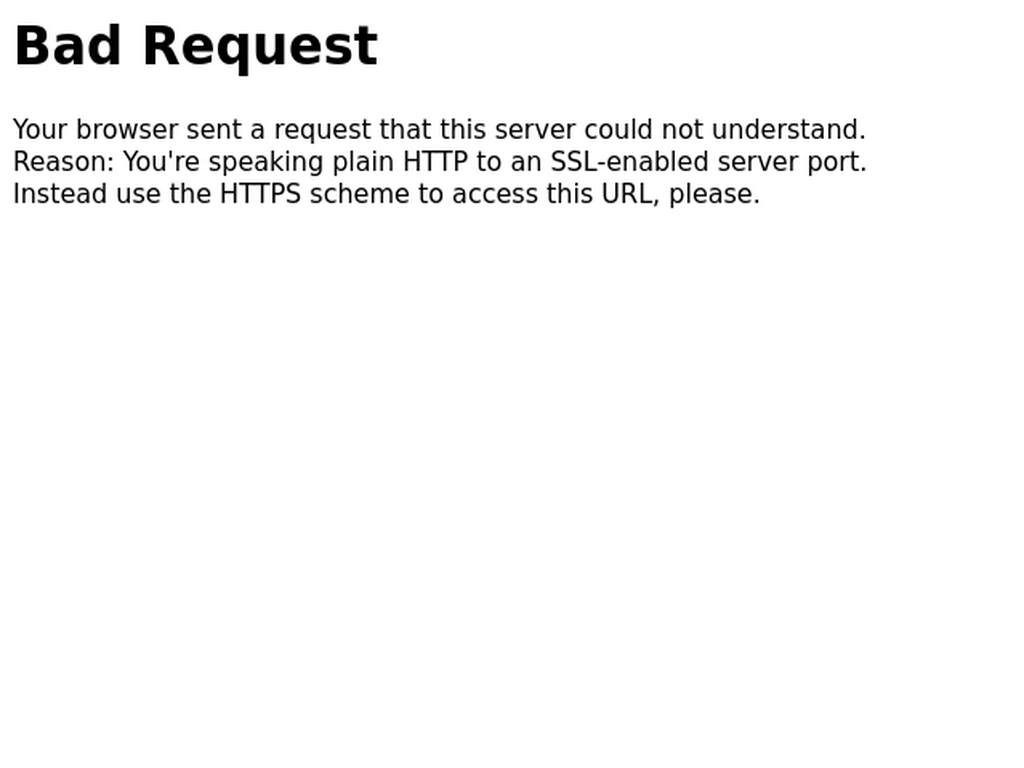 Bad Request
Your browser sent a request that this server could not understand.
Reason: You're speaking plain HTTP to an SSL-enabled server port.
Instead use the HTTPS scheme to access this URL, please.